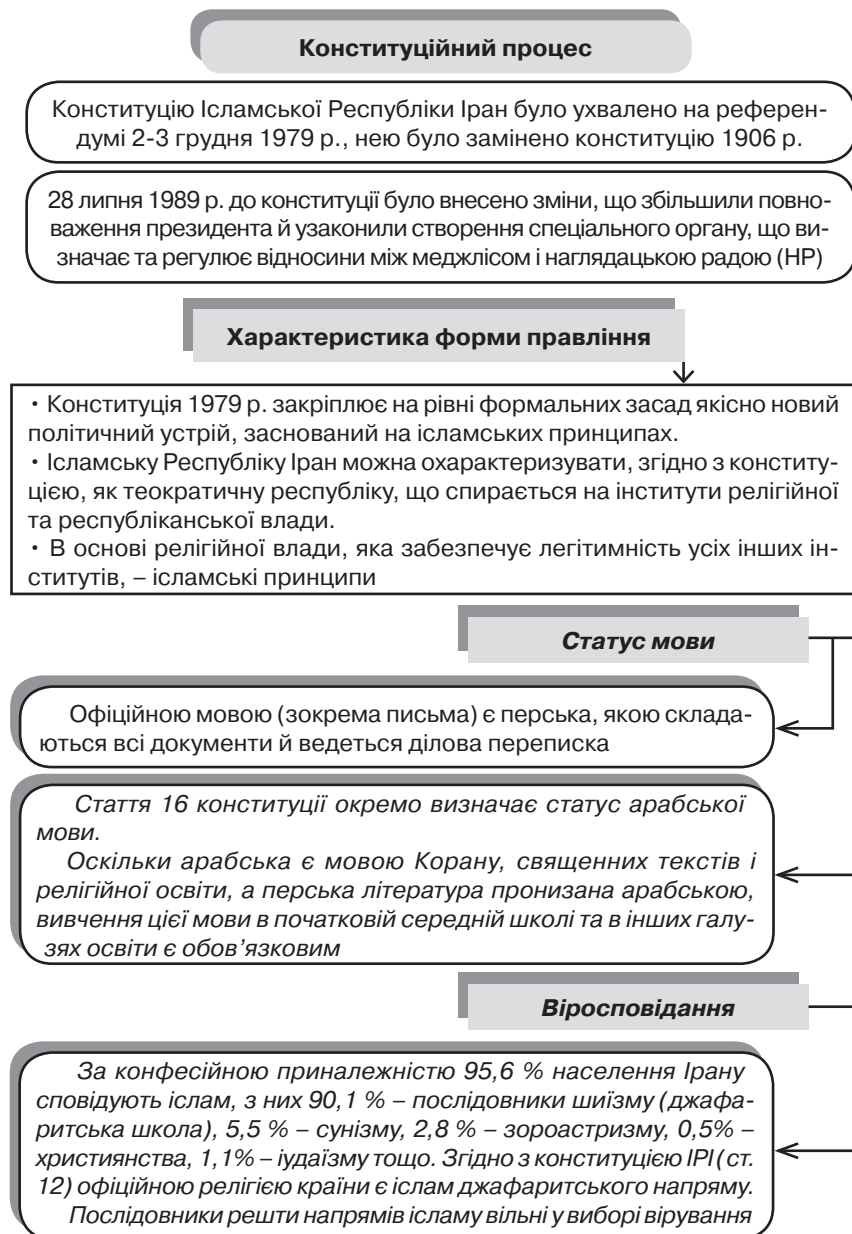 Конституційний процес
Конституцію Ісламської Республіки Іран було ухвалено на референ-
думі 2-3 грудня 1979 р., нею було замінено конституцію 1906 р.
28 липня 1989 р. до конституції було внесено зміни, що збільшили повно-
важення президента й узаконили створення спеціального органу, що ви-
значає та регулює відносини між меджлісом і наглядацькою радою (НР)
Характеристика форми правління
• Конституція 1979 р. закріплює на рівні формальних засад якісно новий
політичний устрій, заснований на ісламських принципах.
• Ісламську Республіку Іран можна охарактеризувати, згідно з конститу-
цією, як теократичну республіку, що спирається на інститути релігійної
та республіканської влади.
• В основі релігійної влади, яка забезпечує легітимність усіх інших ін-
ститутів, – ісламські принципи
Статус мови
Офіційною мовою (зокрема письма) є перська, якою склада-
ються всі документи й ведеться ділова переписка
Стаття 16 конституції окремо визначає статус арабської
мови.
Оскільки арабська є мовою Корану, священних текстів і
релігійної освіти, а перська література пронизана арабською,
вивчення цієї мови в початковій середній школі та в інших галу-
зях освіти є обов’язковим
Віросповідання
За конфесійною приналежністю 95,6 % населення Ірану
сповідують іслам, з них 90,1 % – послідовники шиїзму (джафа-
ритська школа), 5,5 % – сунізму, 2,8 % – зороастризму, 0,5% –
християнства, 1,1% – іудаїзму тощо. Згідно з конституцією ІРІ (ст.
12) офіційною релігією країни є іслам джафаритського напряму.
Послідовники решти напрямів ісламу вільні у виборі вірування